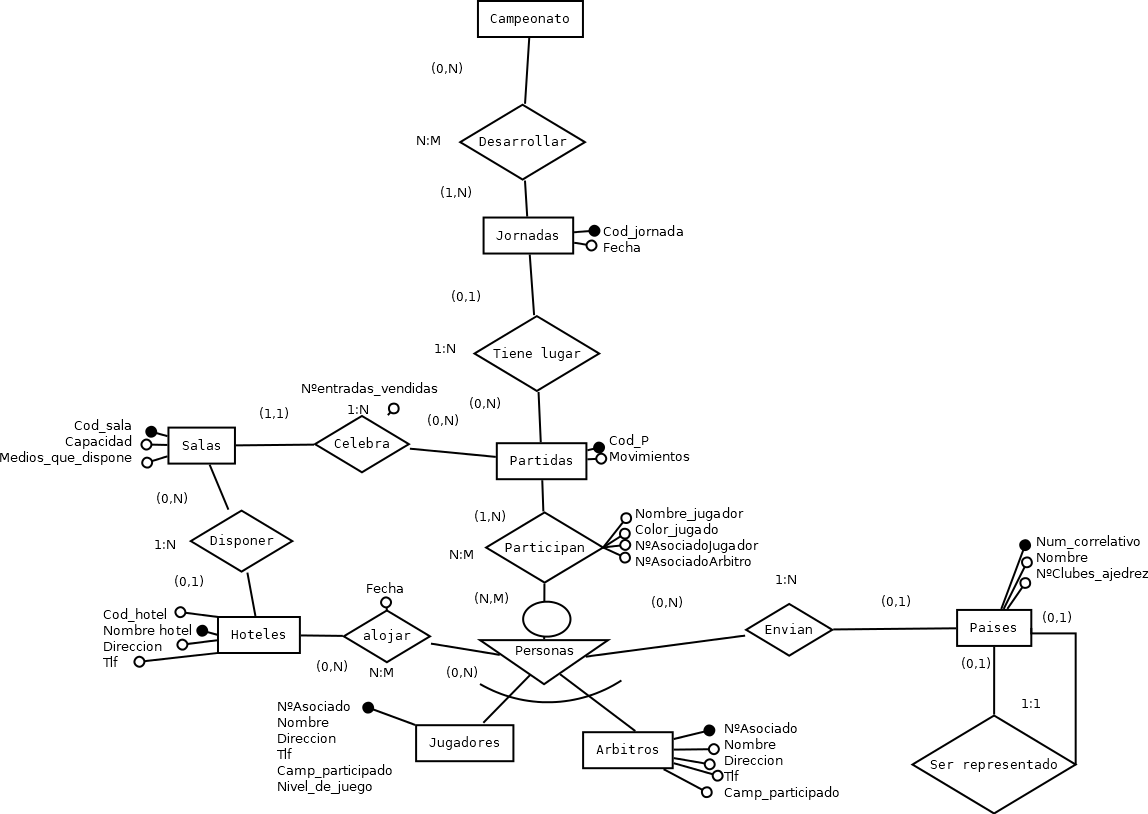 Campeonato
(0,N)
N:M
Desarrollar
(1,N)
Jornadas
Cod_jornada
Fecha
(0,1)
1:N
Tiene lugar
(0,N)
Nºentradas_vendidas
1:N
(1,1)
(0,N)
Cod_sala
Capacidad
Medios_que_dispone
Salas
Celebra
Partidas
Cod_P
Movimientos
(0,N)
1:N
Disponer
(0,1)
(1,N)
N:M
Participan
(N,M)
Nombre_jugador
Color_jugado
NºAsociadoJugador
NºAsociadoArbitro
Num_correlativo
Nombre
NºClubes_ajedrez
1:N
(0,N)
Envian
(0,1)
Paises
(0,1)
(0,1)
1:1
Ser representado
Cod_hotel
Nombre hotel
Direccion
Tlf
Hoteles
Fecha
alojar
(0,N)
N:M
(0,N)
Personas
NºAsociado
Nombre
Direccion
Tlf
Camp_participado
Nivel_de_juego
Jugadores
Arbitros
NºAsociado
Nombre
Direccion
Tlf
Camp_participado